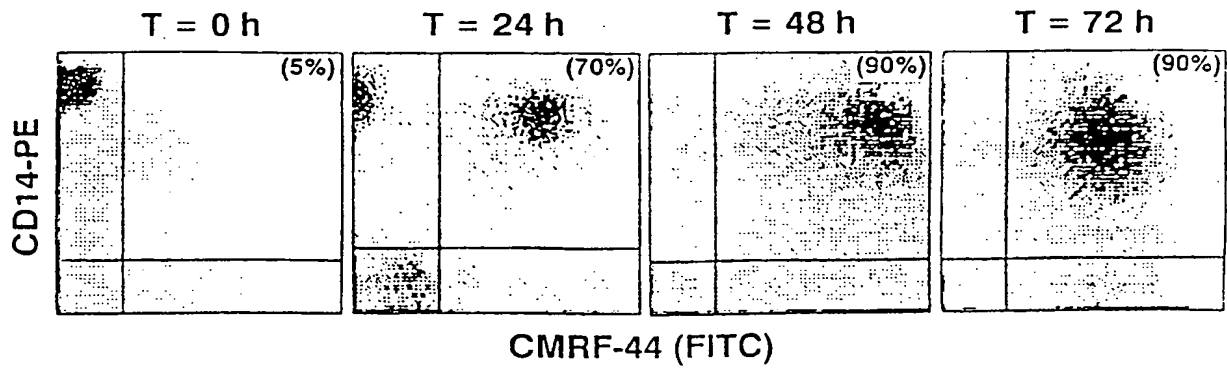 T = 0 h
T = 24 h
T = 48 h
T = 72 h
(5%)
(70%)
(90%)
(90%)
CD14-PE
CMRF-44 (FITC)